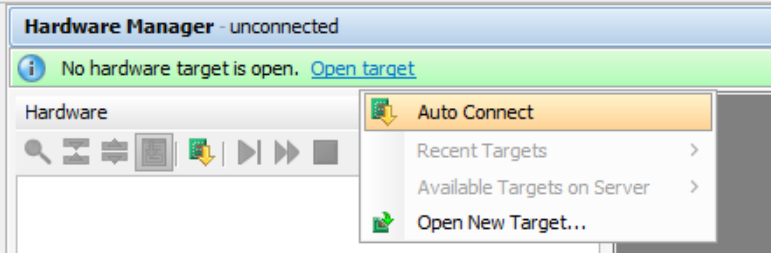 Hardware Manager - unconnected
No hardware target is open. Open target
Hardware
Auto Connect
Recent Targets
Available Targets on Server
Open New Target...